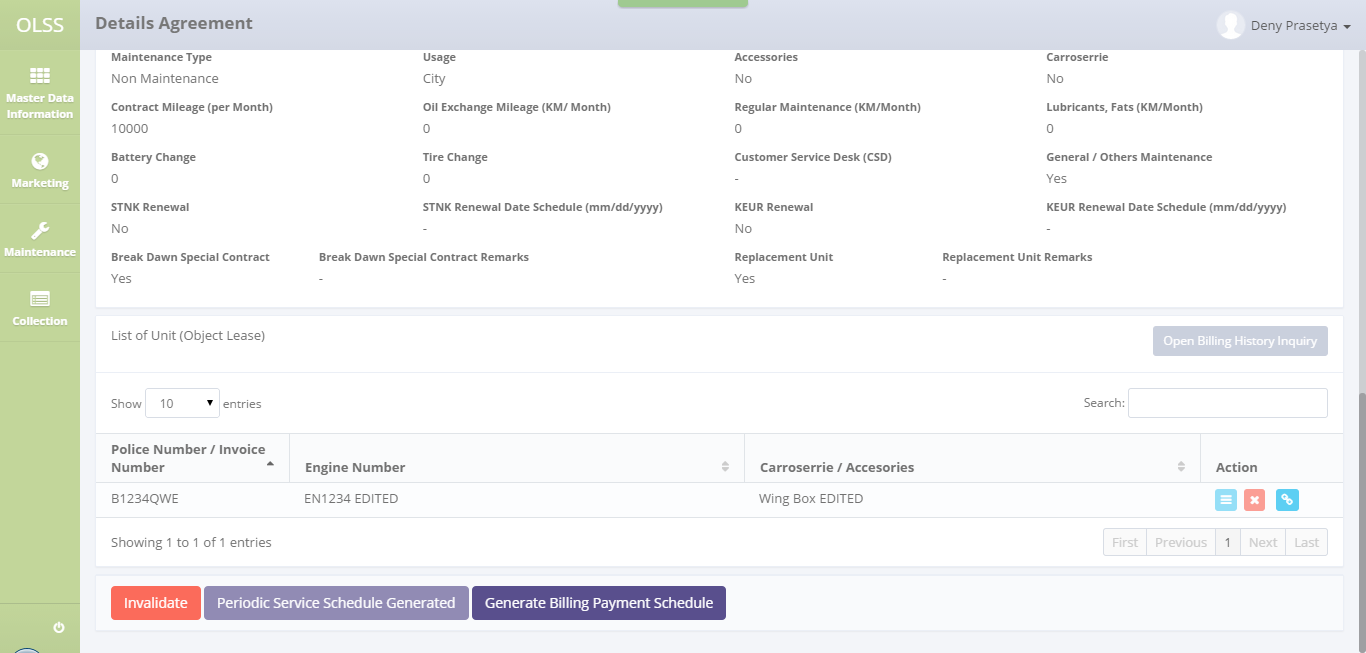 OLSS
Details Agreement
Deny Prasetya
Master Data
Information
Marketing
Maintenance
Collection
Maintenance Type Usage Accessories Carroserrie
Non Maintenance City No No
Contract Mileage (per Month) Oil Exchange Mileage (KM/ Month) Regular Maintenance (KM/Month) Lubricants, Fats (KM/Month)
10000 0 0 0
Battery Change Tire Change Customer Service Desk (CSD) General / Others Maintenance
0 0 - Yes
STNK Renewal STNK Renewal Date Schedule (mm/dd/yyyy) KEUR Renewal KEUR Renewal Date Schedule (mm/dd/yyyy)
No - No -
Break Dawn Special Contract Break Dawn Special Contract Remarks Replacement Unit Replacement Unit Remarks
Yes - Yes -
List of Unit (Object Lease)
Open Billing History Inquiry
Show 10 entries Search:
Police Number / Invoice
Number Engine Number Carroserrie / Accesories Action
B1234QWE EN1234 EDITED Wing Box EDITED
Showing 1 to 1 of 1 entries First Previous 1 Next Last
Invalidate Periodic Service Schedule Generated Generate Billing Payment Schedule